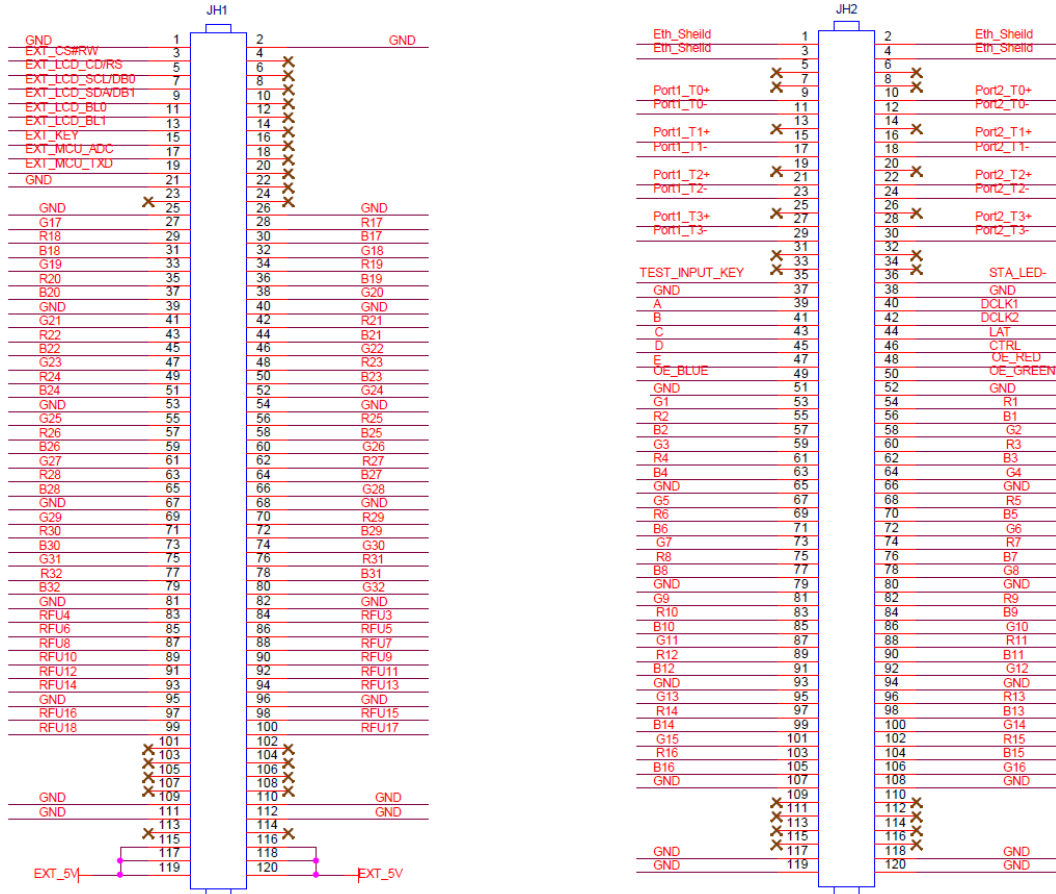 JH1
GND 1 2 GND
EXT_CS#RW 3 4
EXT_LCD_CD/RS 5 6
EXT_LCD_SCL/DB0 7 8
EXT_LCD_SDA/DB1 9 10
EXT_LCD_BL0 11 12
EXT_LCD_BL1 13 14
EXT_KEY 15 16
EXT_MCU_ADC 17 18
EXT_MCU_TXD 19 20
GND 21 22
23 24
GND 25 26 GND
G17 27 28 R17
R18 29 30 B17
B18 31 32 G18
G19 33 34 R19
R20 35 36 B19
B20 37 38 G20
GND 39 40 GND
G21 41 42 R21
R22 43 44 B21
B22 45 46 G22
G23 47 48 R23
R24 49 50 B23
B24 51 52 G24
GND 53 54 GND
G25 55 56 R25
R26 57 58 B25
B26 59 60 G26
G27 61 62 R27
R28 63 64 B27
B28 65 66 G28
GND 67 68 GND
G29 69 70 R29
R30 71 72 B29
B30 73 74 G30
G31 75 76 R31
R32 77 78 B31
B32 79 80 G32
GND 81 82 GND
RFU4 83 84 RFU3
RFU6 85 86 RFU5
RFU8 87 88 RFU7
RFU10 89 90 RFU9
RFU12 91 92 RFU11
RFU14 93 94 RFU13
GND 95 96 GND
RFU16 97 98 RFU15
RFU18 99 100 RFU17
101 102
103 104
105 106
107 108
GND 109 110 GND
GND 111 112 GND
113 114
115 116
117 118
EXT_5V 119 120 EXT_5V
JH2
Eth_Sheild 1 2 Eth_Sheild
Eth_Sheild 3 4 Eth_Sheild
5 6
7 8
Port1_T0+ 9 10 Port2_T0+
Port1_T0- 11 12 Port2_T0-
13 14
Port1_T1+ 15 16 Port2_T1+
Port1_T1- 17 18 Port2_T1-
19 20
Port1_T2+ 21 22 Port2_T2+
Port1_T2- 23 24 Port2_T2-
25 26
Port1_T3+ 27 28 Port2_T3+
Port1_T3- 29 30 Port2_T3-
31 32
33 34
TEST_INPUT_KEY 35 36 STA_LED-
GND 37 38 GND
A 39 40 DCLK1
B 41 42 DCLK2
C 43 44 LAT
D 45 46 CTRL
E 47 48 OE_RED
OE_BLUE 49 50 OE_GREEN
GND 51 52 GND
G1 53 54 R1
R2 55 56 B1
B2 57 58 G2
G3 59 60 R3
R4 61 62 B3
B4 63 64 G4
GND 65 66 GND
G5 67 68 R5
R6 69 70 B5
B6 71 72 G6
G7 73 74 R7
R8 75 76 B7
B8 77 78 G8
GND 79 80 GND
G9 81 82 R9
R10 83 84 B9
B10 85 86 G10
G11 87 88 R11
R12 89 90 B11
B12 91 92 G12
GND 93 94 GND
G13 95 96 R13
R14 97 98 B13
B14 99 100 G14
G15 101 102 R15
R16 103 104 B15
B16 105 106 G16
GND 107 108 GND
109 110
111 112
113 114
115 116
GND 117 118 GND
GND 119 120 GND